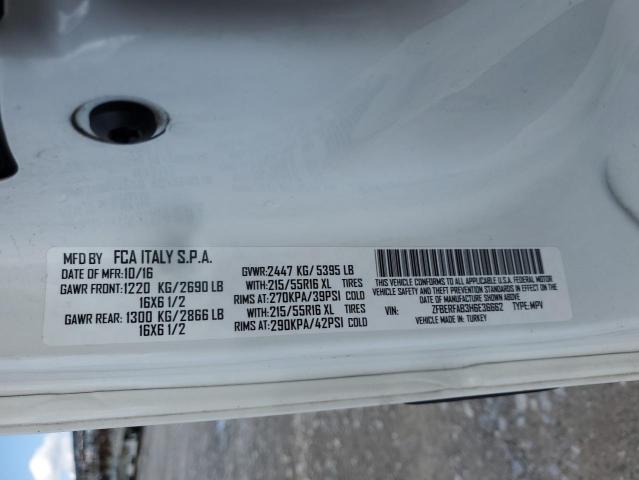 MFD BY FCA ITALY S.P.A.
DATE OF MFR: 10/16
GAWR FRONT: 1220 KG/2690 LB
16X6 1/2
GAWR REAR: 1300 KG/2866 LB
16X6 1/2
GVWR: 2447 KG/ 5395 LB
WITH: 215/55R16 XL TIRES
RIMS AT: 270KPA/39PSI COLD
WITH: 215/55R16 XL TIRES
RIMS AT: 290KPA/42PSI COLD
THIS VEHICLE CONFORMS TO ALL APPLICABLE U.S.A. FEDERAL MOTOR
VEHICLE SAFETY AND THEFT PREVENTION STANDARDS IN
EFFECT ON THE DATE OF MANUFACTURE SHOWN ABOVE
VIN: ZFBERFAB3H6E36662 TYPE: MPV
VEHICLE MADE IN: TURKEY